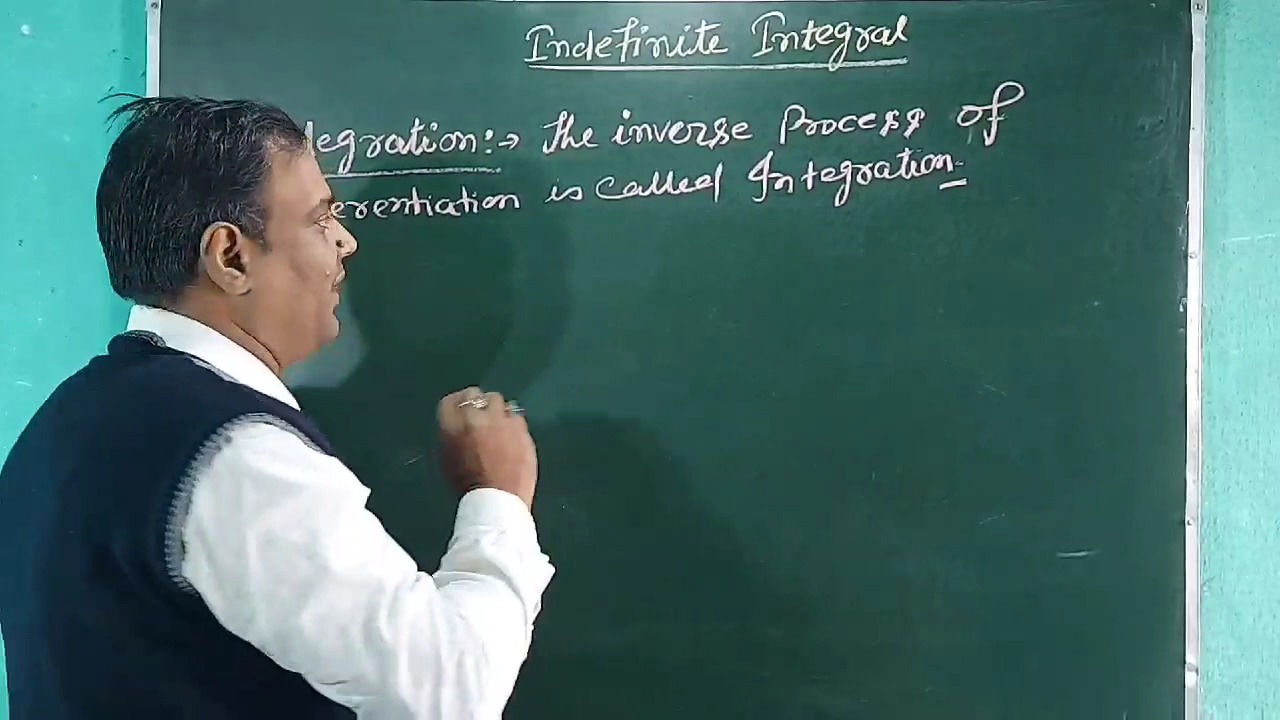 Indefinite Integral
tegration:→ The inverse Process of
erentiation is called Integration